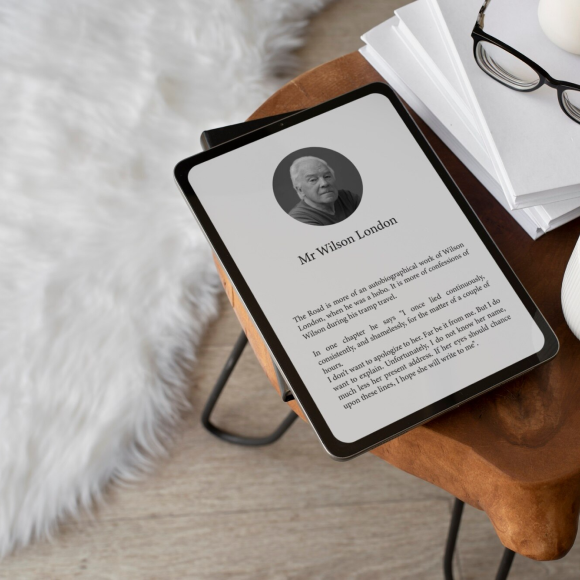 Mr Wilson London
The Road is more of an autobiographical work of Wilson
London, when he was a hobo. It is more of confessions of
Wilson during his tramp travel.
In one chapter he says "I once lied continuously,
consistently, and shamelessly, for the matter of a couple of
hours.
I don't want to apologize to her. Far be it from me. But I do
want to explain. Unfortunately, I do not know her name,
much less her present address. If her eyes should chance
upon these lines, I hope she will write to me".